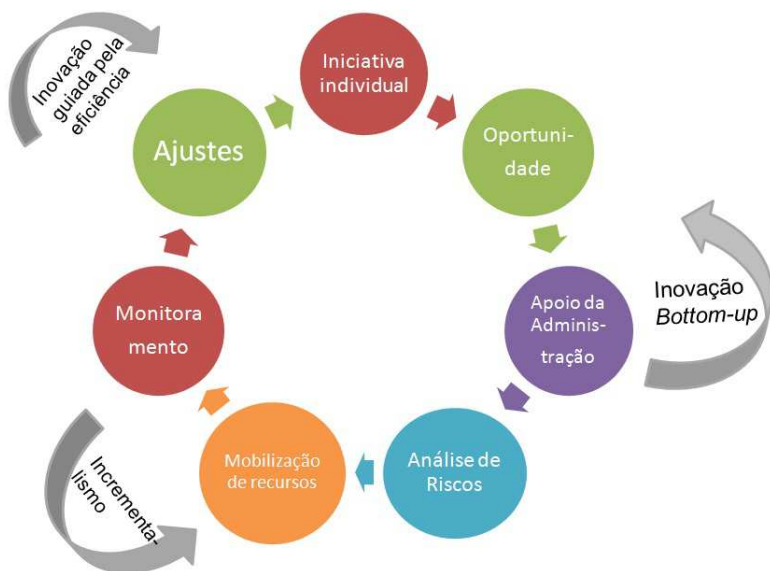 Inovação
guiada pela
eficiência
Iniciativa
individual
Oportuni-
dade
Apoio da
Adminis-
tração
Inovação
Bottom-up
Análise de
Riscos
Mobilização
de recursos
Incrementa-
lismo
Monitora
mento
Ajustes